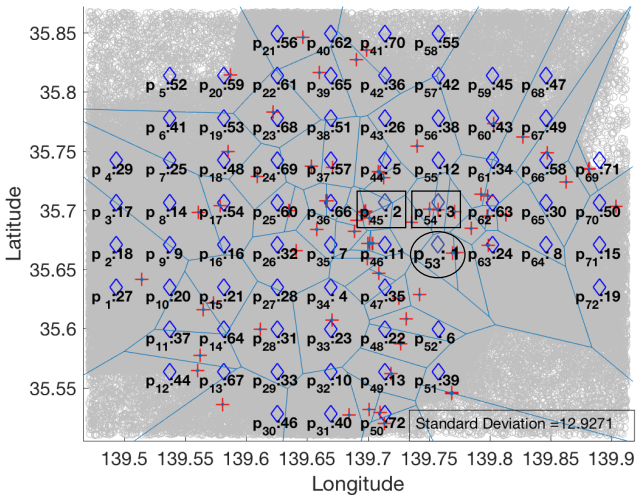 35.85
p21:56 p40:62 p41:70 p58:55
p5:52 p20:59 p22:61 p39:65 p42:36 p57:42 p59:45 p68:47
35.8
p6:41 p19:53 p23:68 p38:51 p43:26 p56:38 p60:43 p67:49
35.75
p4:29 p7:25 p18:48 p24:69 p37:57 p44:5 p55:12 p61:34 p66:58 p69:71
35.7
p3:17 p8:14 p17:54 p25:60 p36:66 p45:2 p54:3 p62:63 p65:30 p70:50
p2:18 p9:9 p16:16 p26:32 p35:7 p46:11 p53:1 p63:24 p64:8 p71:15
35.65
p1:27 p10:20 p15:21 p27:28 p34:4 p47:35 p72:19
35.6
p11:37 p14:64 p28:31 p33:23 p48:22 p52:6
35.55
p12:44 p13:67 p29:33 p32:10 p49:13 p51:39
p30:46 p31:40 p50:72
Standard Deviation =12.9271
139.5 139.55 139.6 139.65 139.7 139.75 139.8 139.85 139.9
Longitude
Latitude